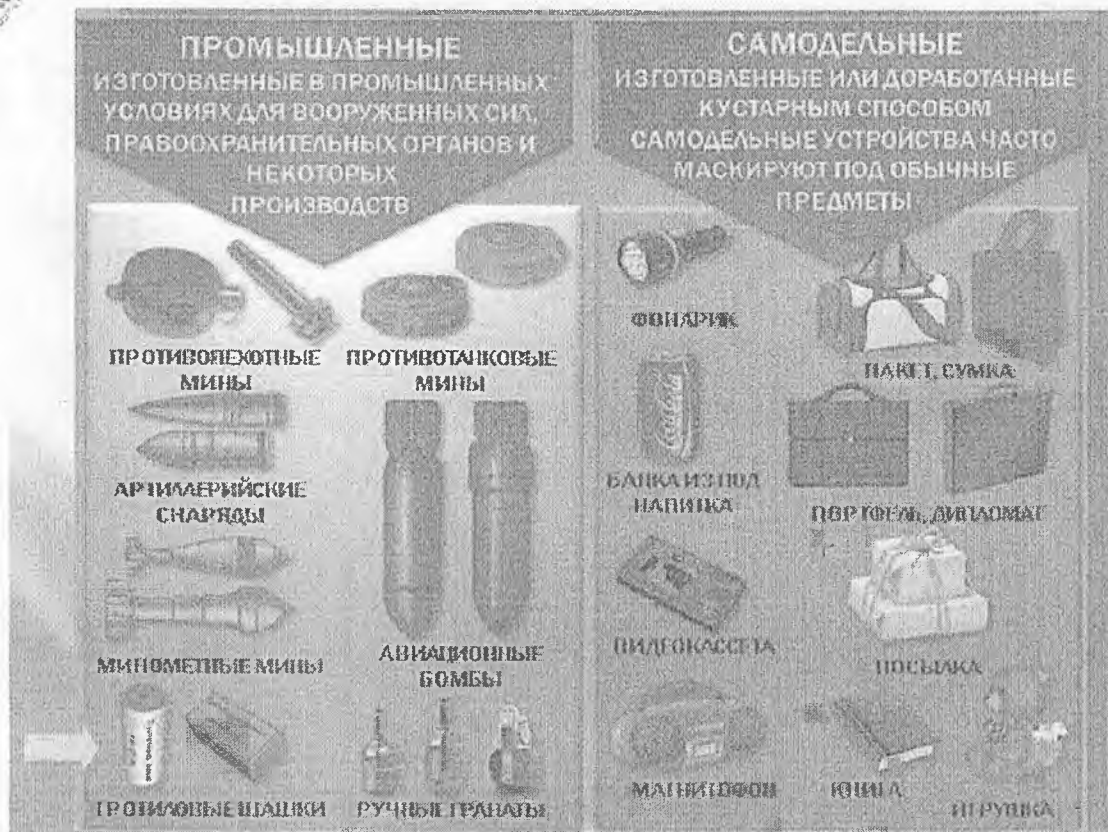 ПРОМЫШЛЕННЫЕ
ИЗГОТОВЛЕННЫЕ В ПРОМЫШЛЕННЫХ
УСЛОВИЯХ ДЛЯ ВООРУЖЕННЫХ СИЛ,
ПРАВООХРАНИТЕЛЬНЫХ ОРГАНОВ И
НЕКОТОРЫХ
ПРОИЗВОДСТВ
ПРОТИВОПЕХОТНЫЕ
МИНЫ
ПРОТИВОТАНКОВЫЕ
МИНЫ
АРТИЛЛЕРИЙСКИЕ
СНАРЯДЫ
МИНОМЕТНЫЕ МИНЫ
АВИАЦИОННЫЕ
БОМБЫ
ТРОТИЛОВЫЕ ШАШКИ
РУЧНЫЕ ГРАНАТЫ
САМОДЕЛЬНЫЕ
ИЗГОТОВЛЕННЫЕ ИЛИ ДОРАБОТАННЫЕ
КУСТАРНЫМ СПОСОБОМ
САМОДЕЛЬНЫЕ УСТРОЙСТВА ЧАСТО
МАСКИРУЮТ ПОД ОБЫЧНЫЕ
ПРЕДМЕТЫ
ФОНАРИК
ПАКЕТ, СУМКА
БАНКА ИЗ ПОД
НАПИТКА
ПОРТФЕЛЬ, ДИПЛОМАТ
ВИДЕОКАССЕТА
ПОСЫЛКА
МАГНИТОФОН
КНИГА
ИГРУШКА